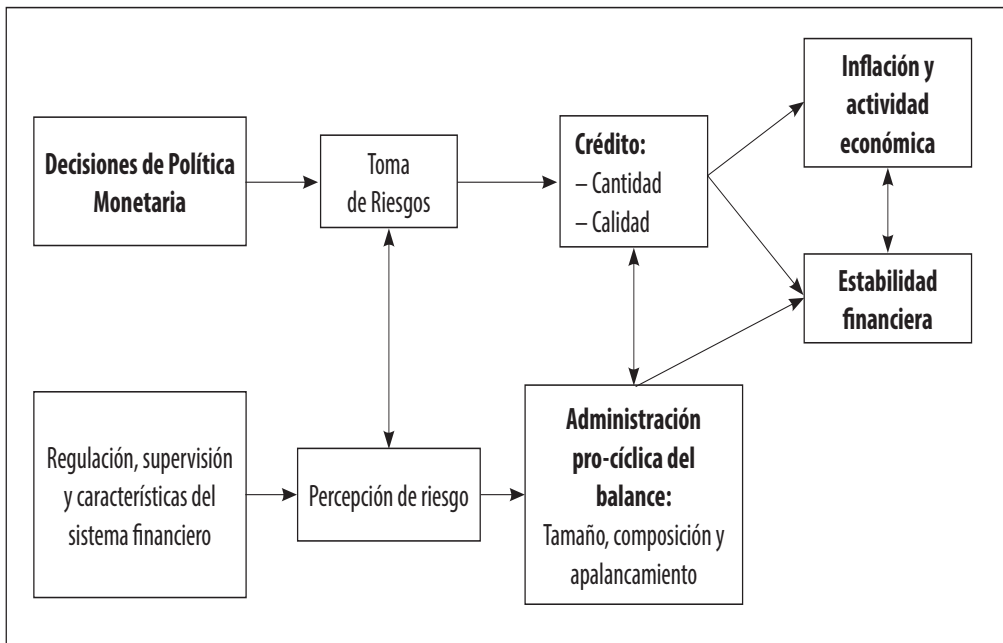 Decisiones de Política
Monetaria
Toma
de Riesgos
Crédito:
– Cantidad
– Calidad
Inflación y
actividad
económica
Estabilidad
financiera
Regulación, supervisión
y características del
sistema financiero
Percepción de riesgo
Administración
pro-cíclica del
balance:
Tamaño, composición y
apalancamiento